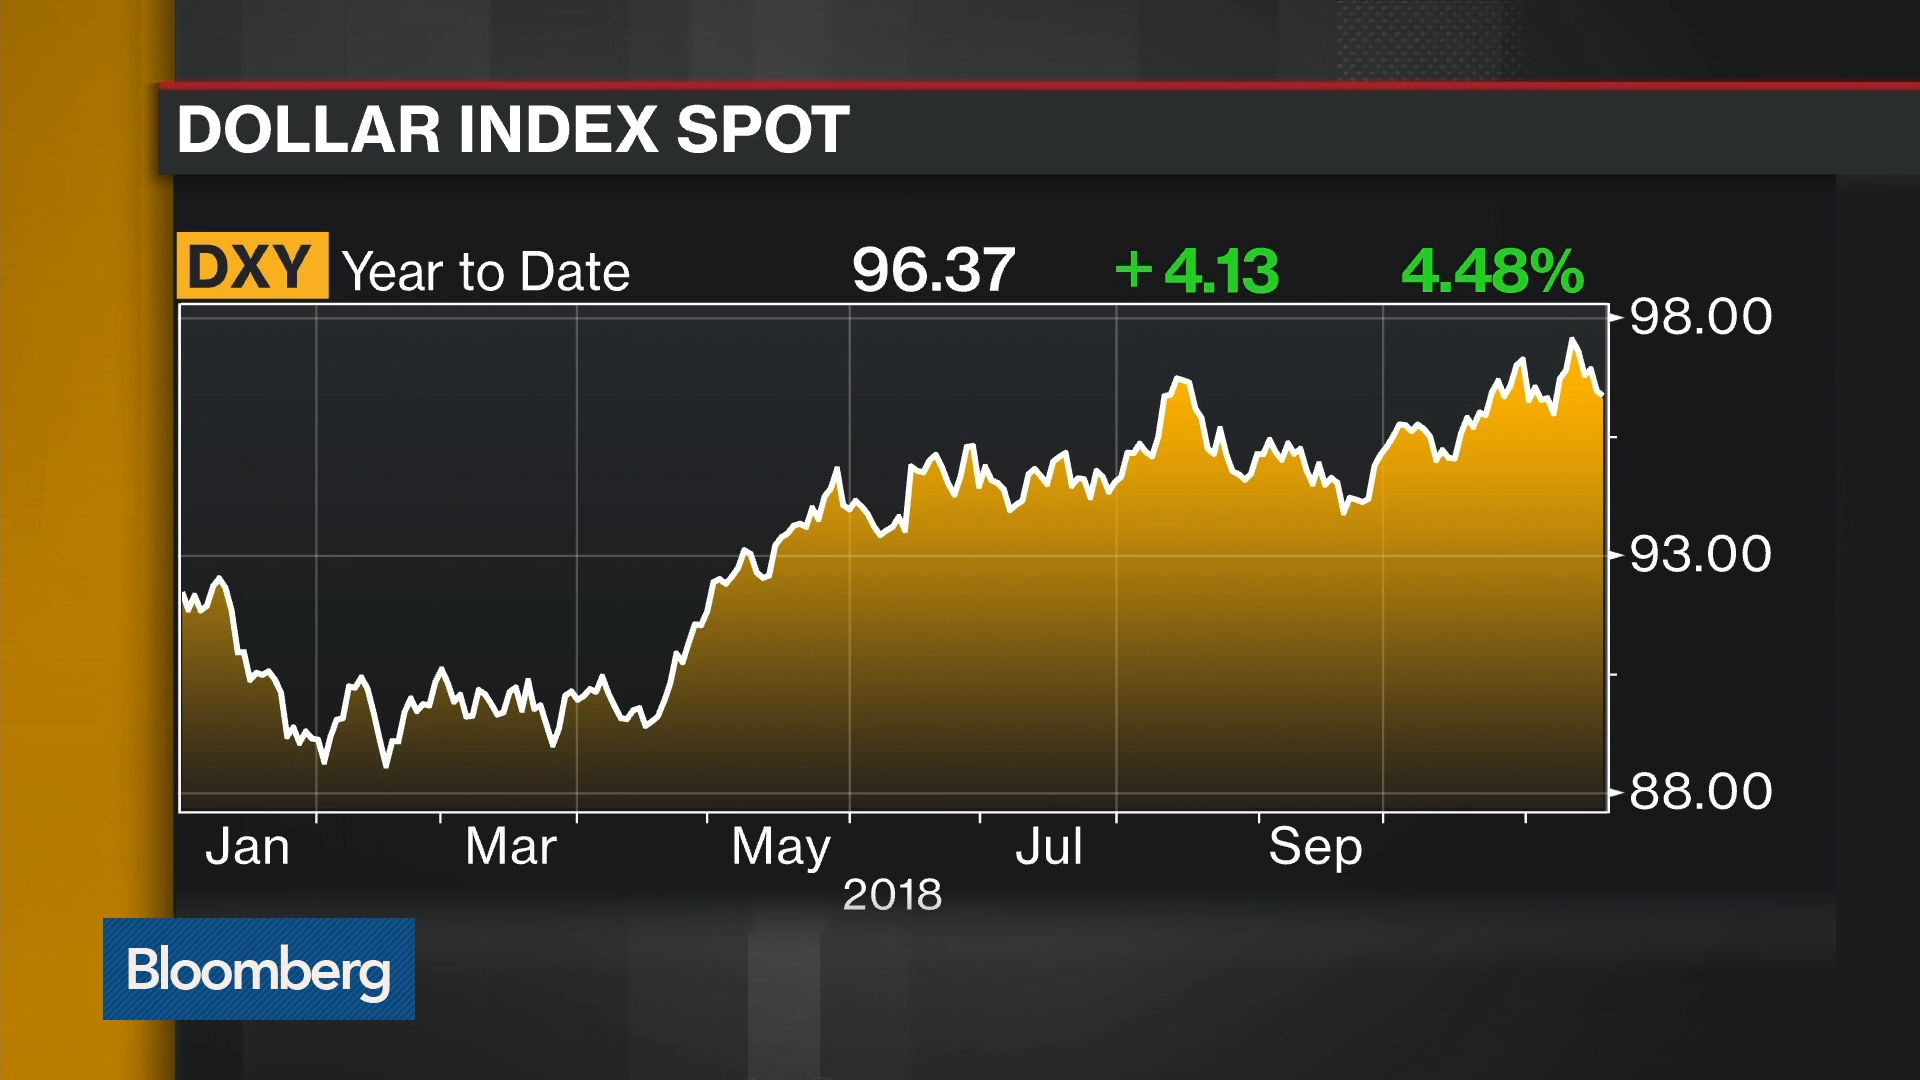 DOLLAR INDEX SPOT
DXY Year to Date 96.37 +4.13 4.48%
98.00
93.00
88.00
Jan Mar May Jul Sep
2018
Bloomberg